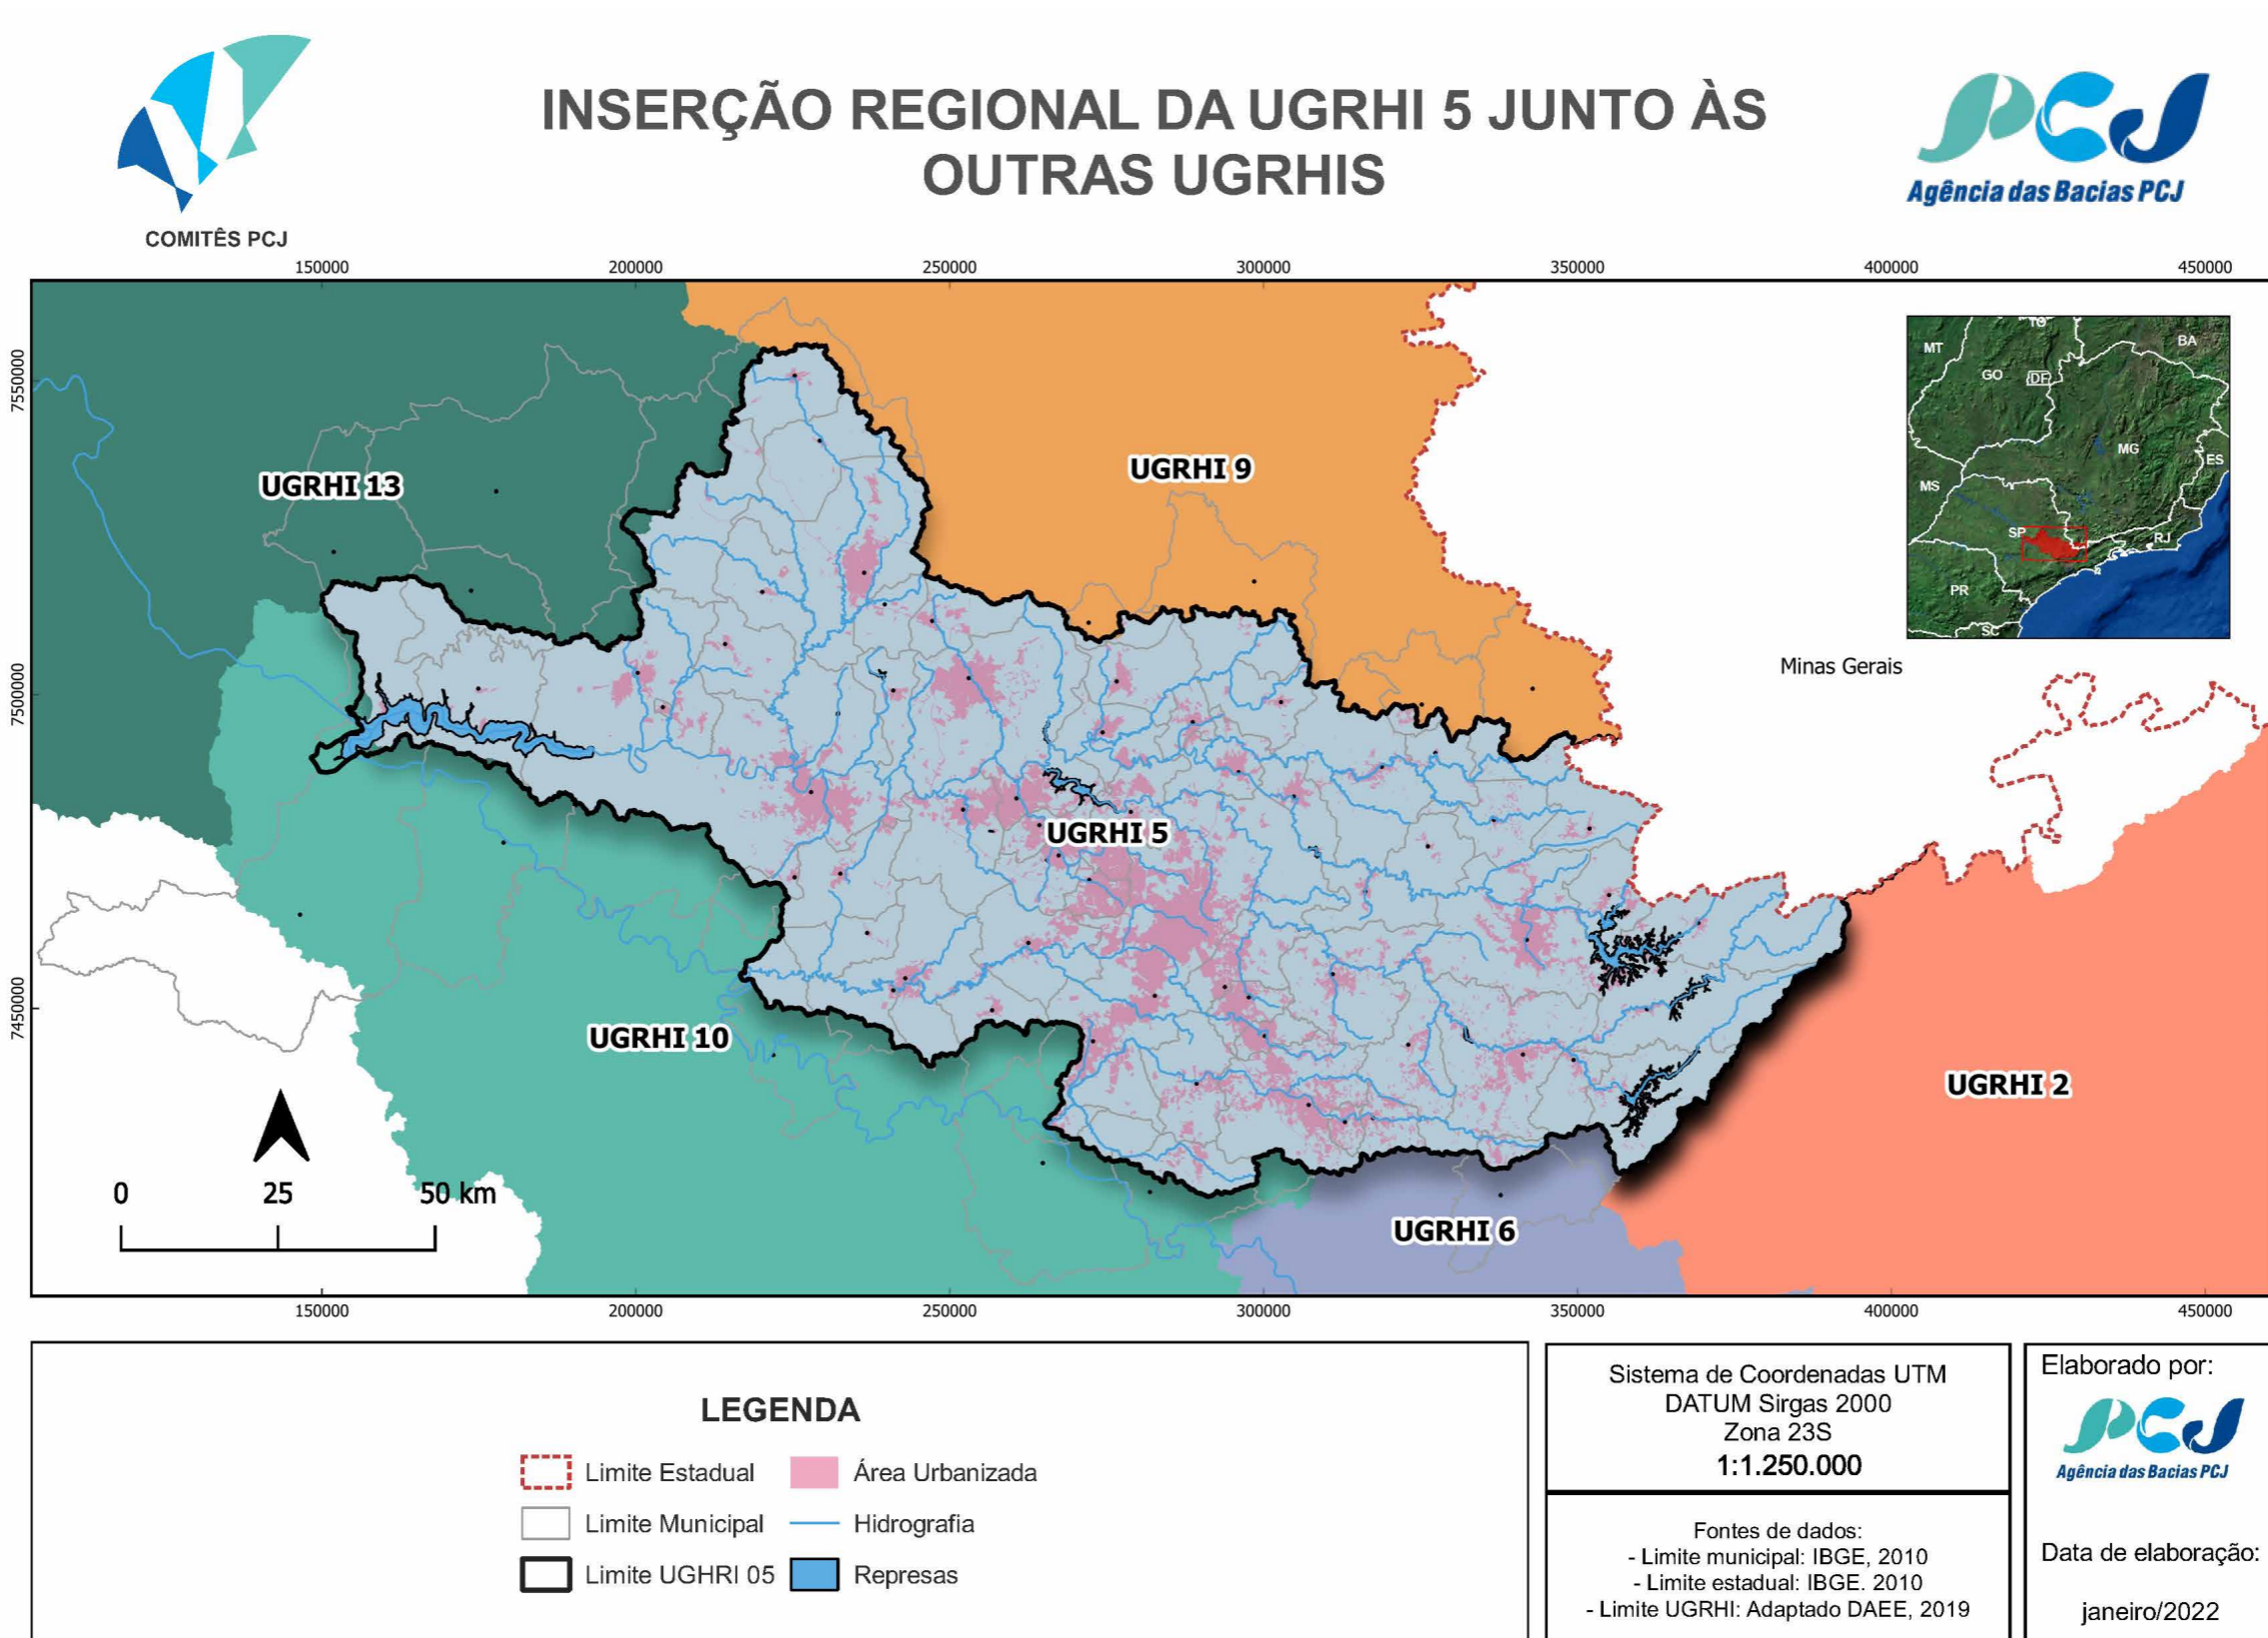 COMITÊS PCJ
INSERÇÃO REGIONAL DA UGRHI 5 JUNTO ÀS
OUTRAS UGRHIS
PCJ
Agência das Bacias PCJ
150000
200000
250000
300000
350000
400000
450000
7550000
7500000
7450000
UGRHI 13
UGRHI 9
UGRHI 5
UGRHI 10
UGRHI 6
UGRHI 2
Minas Gerais
TO
BA
MT
GO
DF
MG
ES
MS
SP
RJ
PR
SC
0
25
50 km
150000
200000
250000
300000
350000
400000
450000
LEGENDA
Limite Estadual
Área Urbanizada
Limite Municipal
Hidrografia
Limite UGHRI 05
Represas
Sistema de Coordenadas UTM
DATUM Sirgas 2000
Zona 23S
1:1.250.000
Fontes de dados:
- Limite municipal: IBGE, 2010
- Limite estadual: IBGE. 2010
- Limite UGRHI: Adaptado DAEE, 2019
Elaborado por:
PCJ
Agência das Bacias PCJ
Data de elaboração:
janeiro/2022